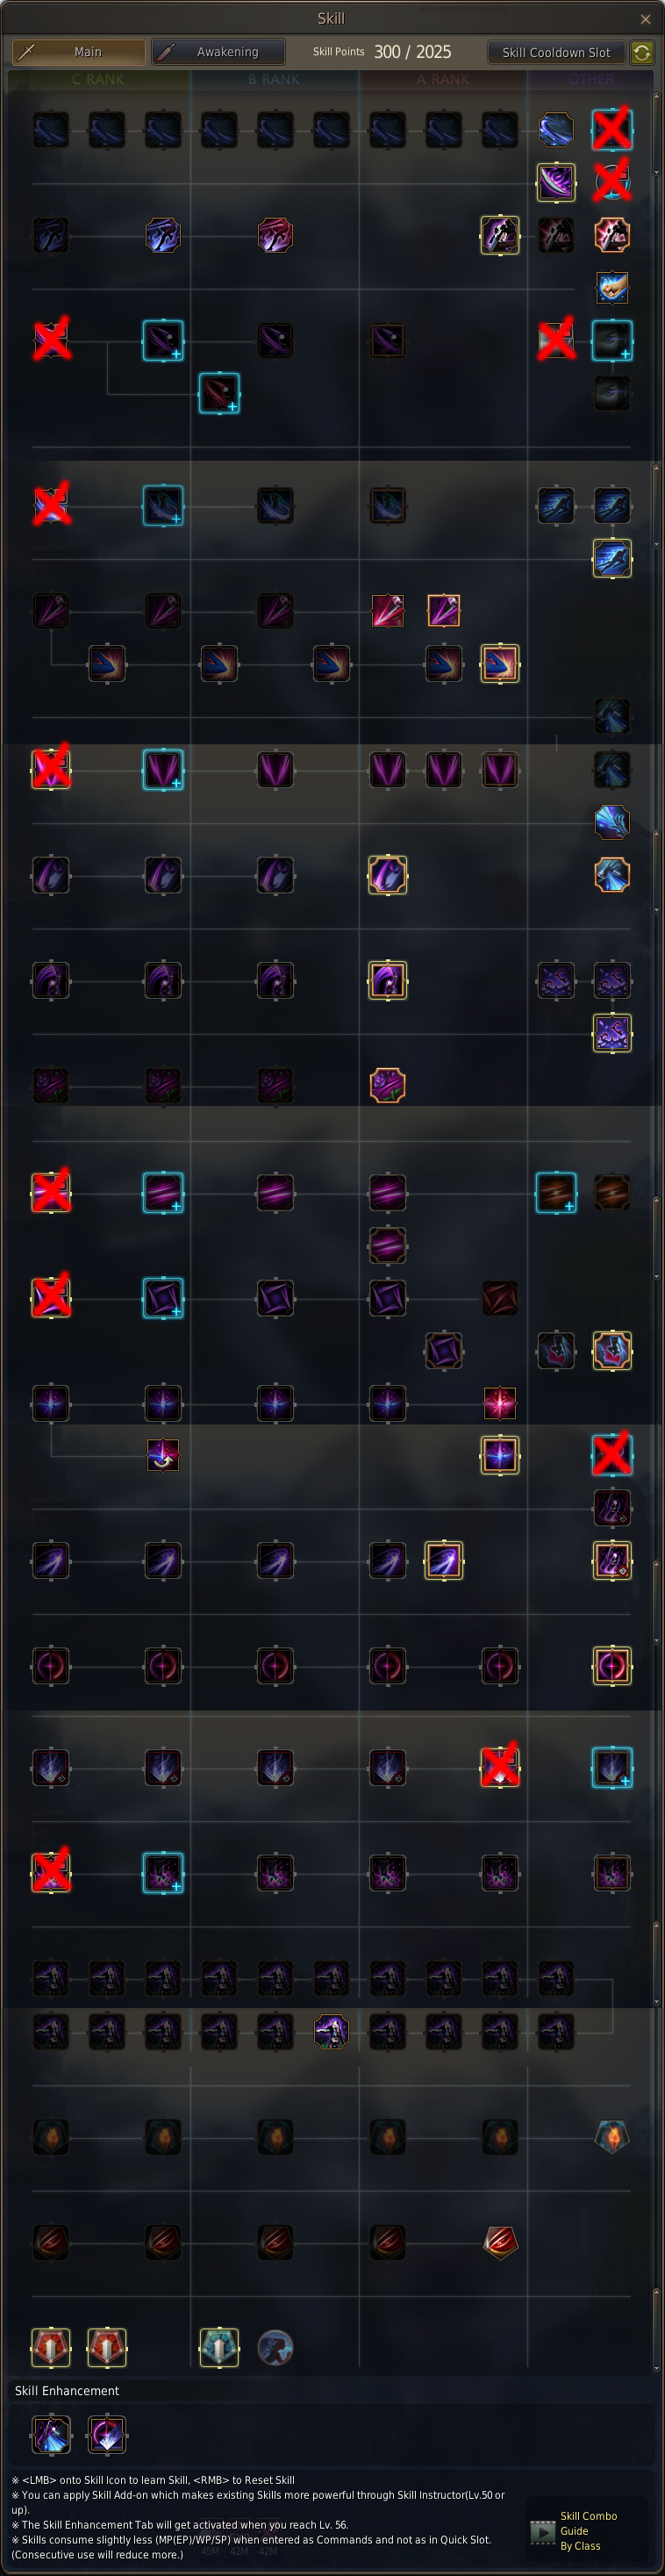 Skill
Main
Awakening
Skill Points 300 / 2025
Skill Cooldown Slot
C RANK
B RANK
A RANK
OTHER
Skill Enhancement
※ <LMB> onto Skill Icon to learn Skill, <RMB> to Reset Skill
※ You can apply Skill Add-on which makes existing Skills more powerful through Skill Instructor(Lv.50 or
up).
※ The Skill Enhancement Tab will get activated when you reach Lv. 56.
※ Skills consume slightly less (MP(EP)/WP/SP) when entered as Commands and not as in Quick Slot.
(Consecutive use will reduce more.)
45M 42M 42M
Skill Combo
Guide
By Class